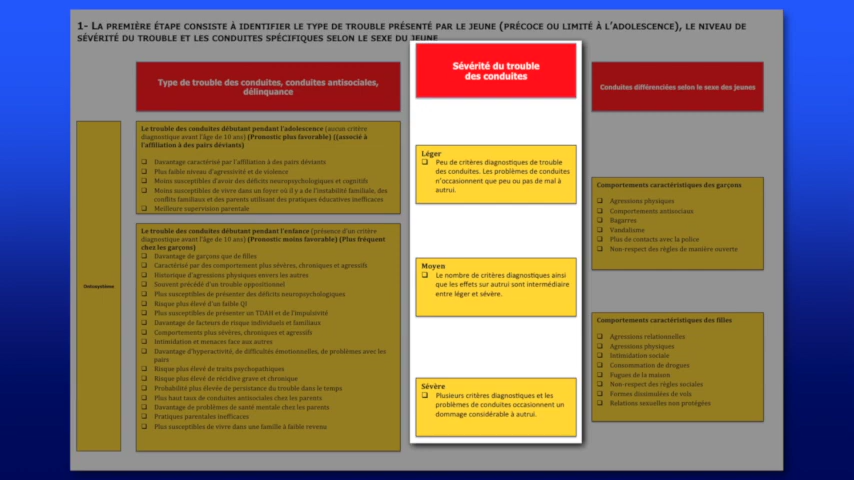 1- LA PREMIÈRE ÉTAPE CONSISTE À IDENTIFIER LE TYPE DE TROUBLE PRÉSENTÉ PAR LE JEUNE (PRÉCOCE OU LIMITÉ À L'ADOLESCENCE), LE NIVEAU DE
SÉVÉRITÉ DU TROUBLE ET LES CONDUITES SPÉCIFIQUES SELON LE SEXE DU JEUNE
Type de trouble des conduites, conduites antisociales,
délinquance
Le trouble des conduites débutant pendant l'adolescence (aucun critère
diagnostique avant l'âge de 10 ans) (Pronostic plus favorable) ((associé à
l'affiliation à des pairs déviants)
❑ Davantage caractérisé par l'affiliation à des pairs déviants
❑ Plus faible niveau d'agressivité et de violence
❑ Moins susceptibles d'avoir des déficits neuropsychologiques et cognitifs
❑ Moins susceptibles de vivre dans un foyer où il y a de l'instabilité familiale, des
conflits familiaux et des parents utilisant des pratiques éducatives inefficaces
❑ Meilleure supervision parentale
Le trouble des conduites débutant pendant l'enfance (présence d'un critère
diagnostique avant l'âge de 10 ans) (Pronostic moins favorable) (Plus fréquent
chez les garçons)
❑ Davantage de garçons que de filles
❑ Caractérisé par des comportement plus sévères, chroniques et agressifs
❑ Historique d'agressions physiques envers les autres
❑ Souvent précédé d'un trouble oppositionnel
❑ Plus susceptibles de présenter des déficits neuropsychologiques
❑ Risque plus élevé d'un faible QI
❑ Plus susceptibles de présenter un TDAH et de l'impulsivité
❑ Davantage de facteurs de risque individuels et familiaux
❑ Comportements plus sévères, chroniques et agressifs
❑ Intimidation et menaces face aux autres
❑ Davantage d'hyperactivité, de difficultés émotionnelles, de problèmes avec les
pairs
❑ Risque plus élevé de traits psychopathiques
❑ Risque plus élevé de récidive grave et chronique
❑ Probabilité plus élevée de persistance du trouble dans le temps
❑ Plus haut taux de conduites antisociales chez les parents
❑ Davantage de problèmes de santé mentale chez les parents
❑ Pratiques parentales inefficaces
❑ Plus susceptibles de vivre dans une famille à faible revenu
Sévérité du trouble
des conduites
Léger
❑ Peu de critères diagnostiques de trouble
des conduites. Les problèmes de conduites
n'occasionnent que peu ou pas de mal à
autrui.
Moyen
❑ Le nombre de critères diagnostiques ainsi
que les effets sur autrui sont intermédiaire
entre léger et sévère.
Sévère
❑ Plusieurs critères diagnostiques et les
problèmes de conduites occasionnent un
dommage considérable à autrui.
Conduites différenciées selon le sexe des jeunes
Comportements caractéristiques des garçons
❑ Agressions physiques
❑ Comportements antisociaux
❑ Bagarres
❑ Vandalisme
❑ Plus de contacts avec la police
❑ Non-respect des règles de manière ouverte
Comportements caractéristiques des filles
❑ Agressions relationnelles
❑ Agressions physiques
❑ Intimidation sociale
❑ Consommation de drogues
❑ Fugues de la maison
❑ Non-respect des règles sociales
❑ Formes dissimulées de vols
❑ Relations sexuelles non protégées